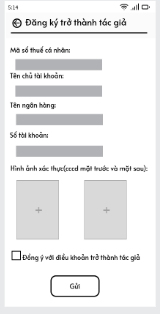 5:14
Đăng ký trở thành tác giả
Mã số thuế cá nhân:
Tên chủ tài khoản:
Tên ngân hàng:
Số tài khoản:
Hình ảnh xác thực(cccd mặt trước và mặt sau):
Đồng ý với điều khoản trở thành tác giả
Gửi